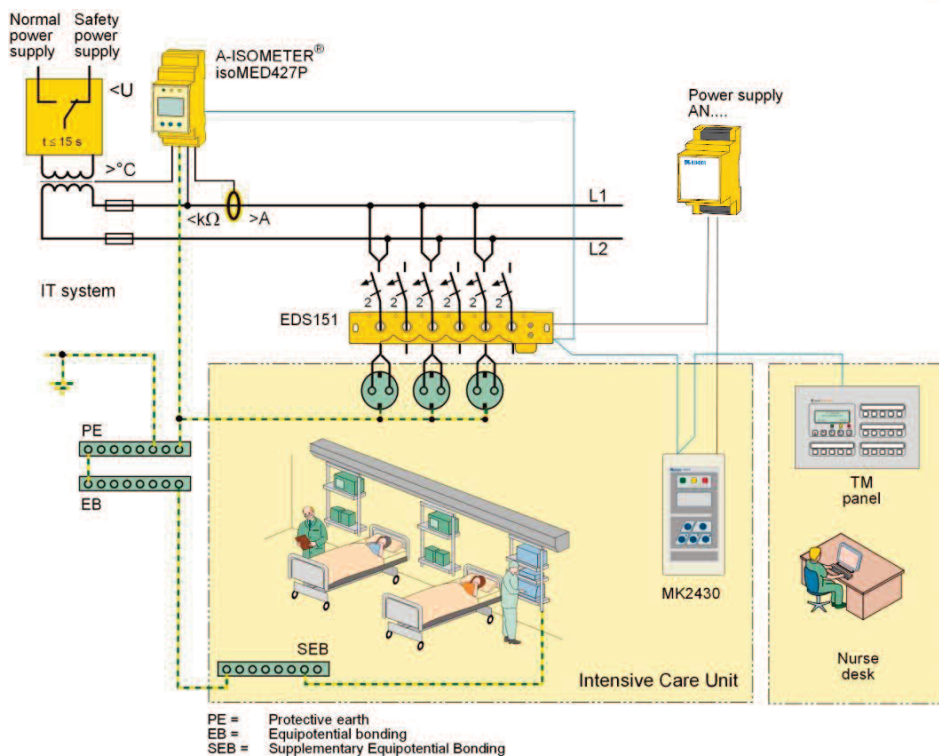 Normal
power
supply
Safety
power
supply
<U
t ≤ 15 s
A-ISOMETER®
isoMED427P
>°C
<kΩ
>A
L1
L2
Power supply
AN....
IT system
2
2
2
2
2
2
EDS151
PE
EB
SEB
MK2430
TM
panel
Nurse
desk
Intensive Care Unit
PE = Protective earth
EB = Equipotential bonding
SEB = Supplementary Equipotential Bonding